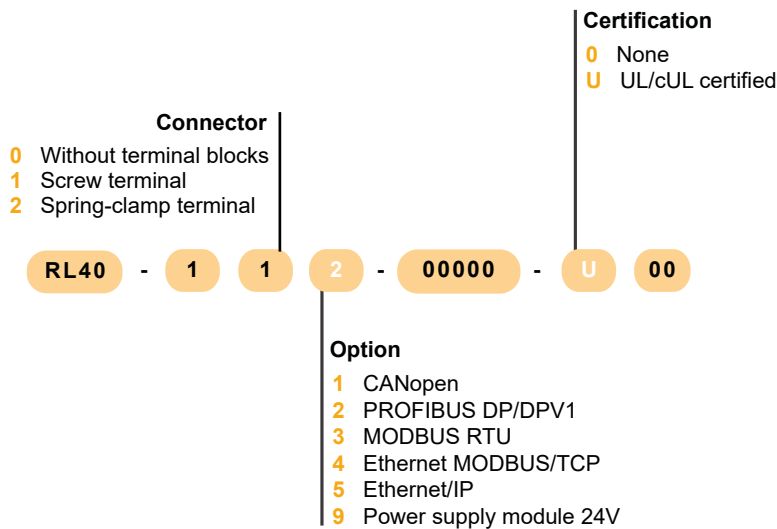 Certification
0 None
U UL/cUL certified
Connector
0 Without terminal blocks
1 Screw terminal
2 Spring-clamp terminal
RL40 - 1 1 2 - 00000 - U 00
Option
1 CANopen
2 PROFIBUS DP/DPV1
3 MODBUS RTU
4 Ethernet MODBUS/TCP
5 Ethernet/IP
9 Power supply module 24V